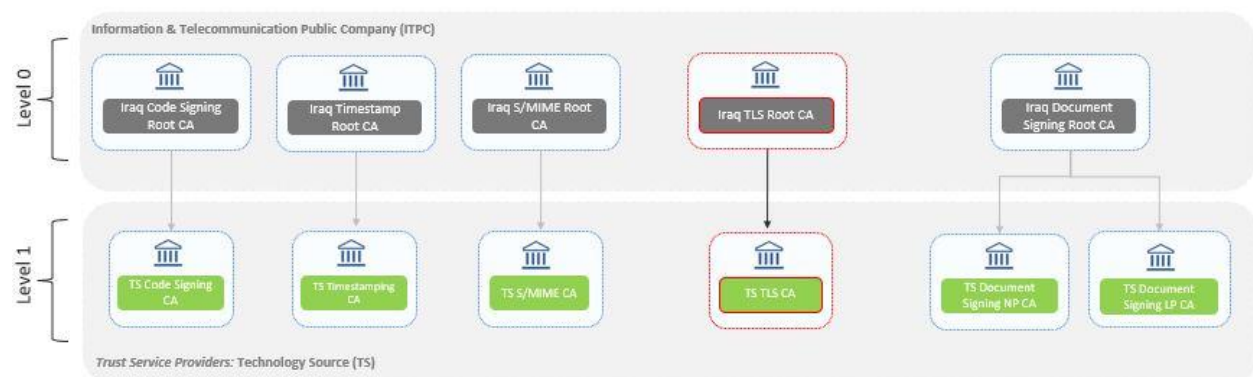 Information & Telecommunication Public Company (ITPC)
Level 0
Iraq Code Signing
Root CA
Iraq Timestamp
Root CA
Iraq S/MIME Root
CA
Iraq TLS Root CA
Iraq Document
Signing Root CA
Level 1
TS Code Signing
CA
TS Timestamping
CA
TS S/MIME CA
TS TLS CA
TS Document
Signing NP CA
TS Document
Signing LP CA
Trust Service Providers: Technology Source (TS)